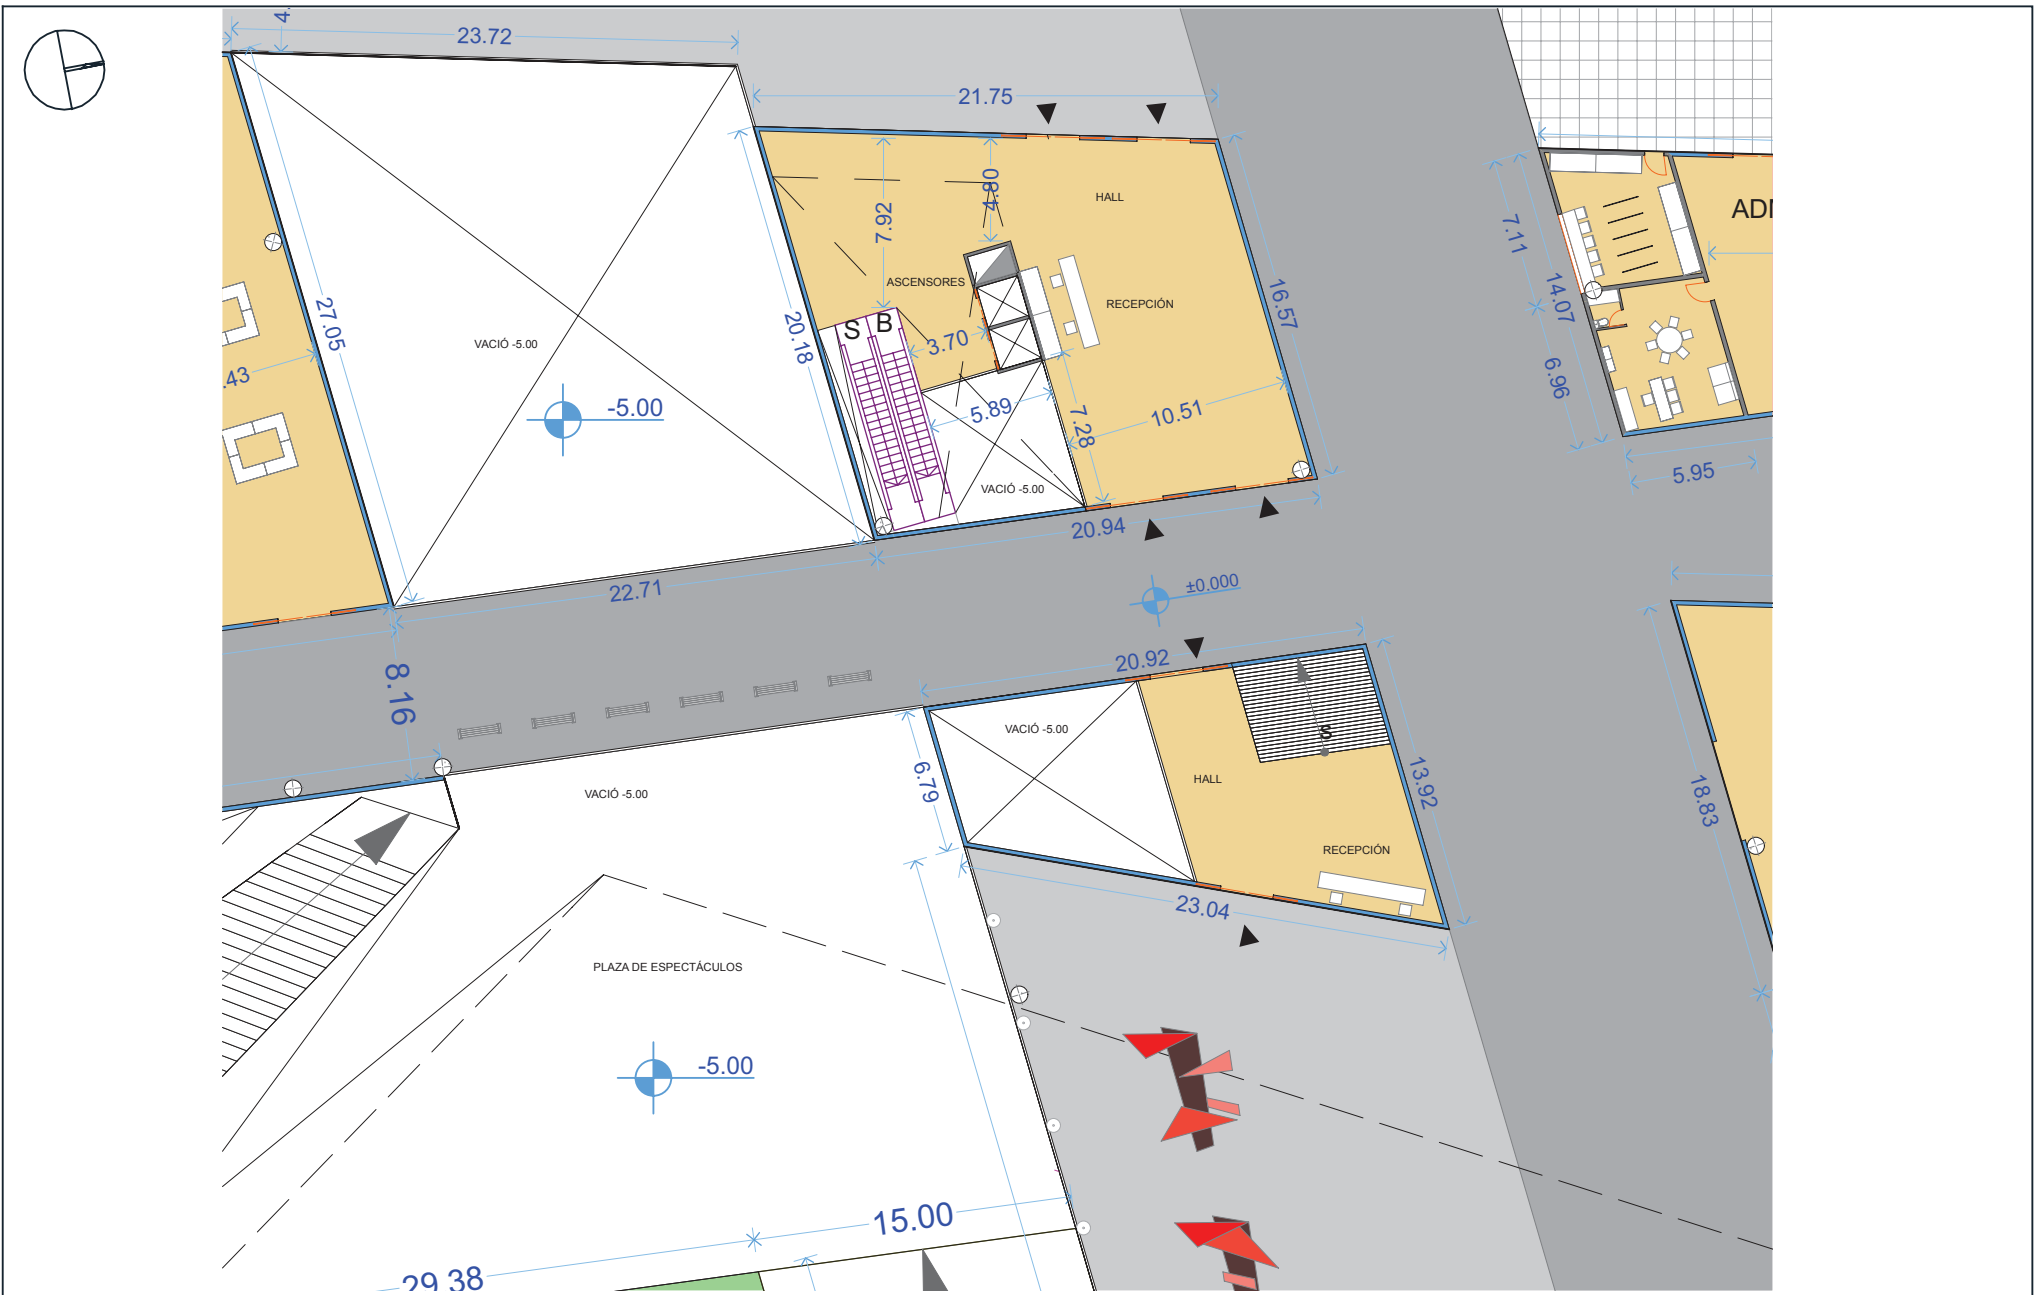 4.
23.72
21.75
4.80
HALL
7.92
ADM
7.11
14.07
ASCENSORES
RECEPCIÓN
16.57
27.05
VACIÓ -5.00
20.18
S B
3.70
.43
-5.00
5.89
7.28
10.51
6.96
5.95
VACIÓ -5.00
20.94
22.71
±0.000
8.16
20.92
VACIÓ -5.00
S
6.79
HALL
13.92
VACIÓ -5.00
18.83
RECEPCIÓN
23.04
PLAZA DE ESPECTÁCULOS
-5.00
15.00
29.38